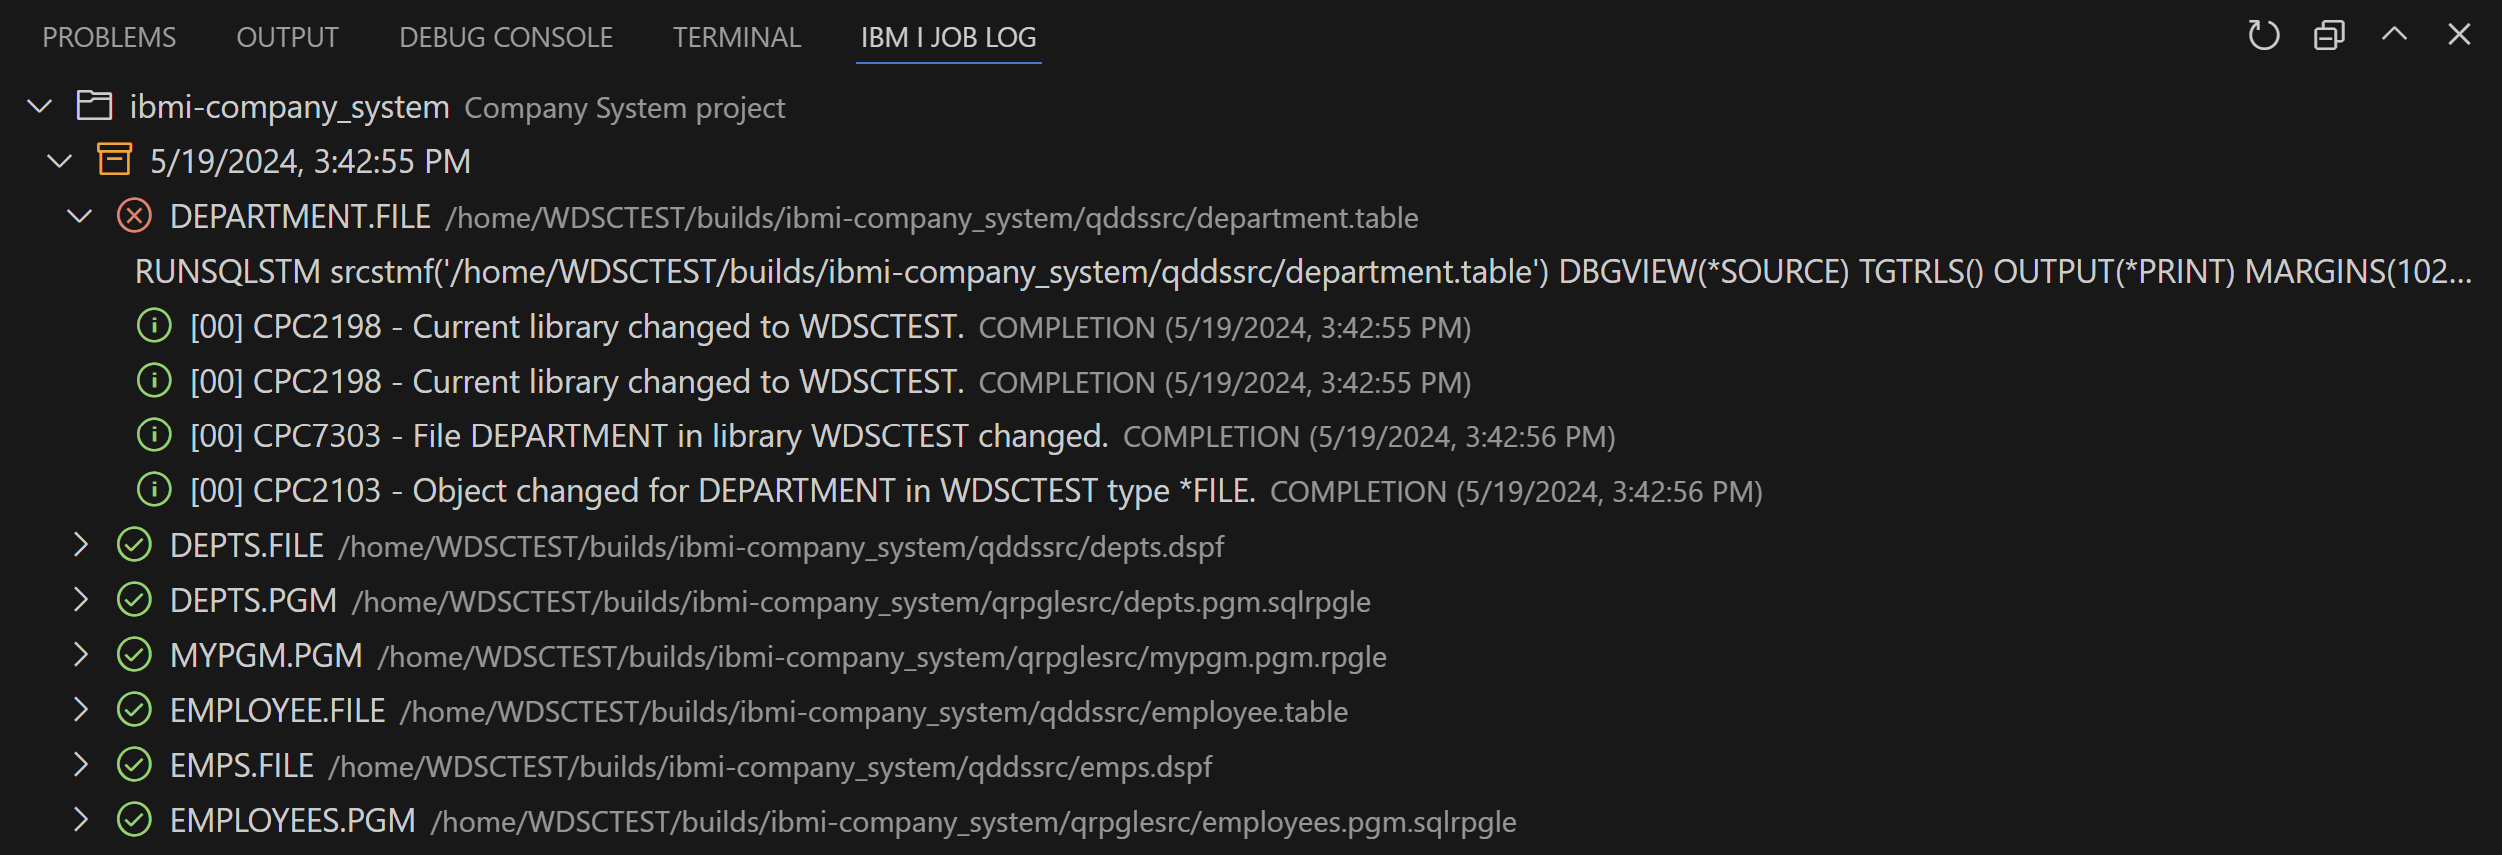 PROBLEMS OUTPUT DEBUG CONSOLE TERMINAL IBM I JOB LOG
ibmi-company_system Company System project
5/19/2024, 3:42:55 PM
DEPARTMENT.FILE /home/WDSCTEST/builds/ibmi-company_system/qddssrc/department.table
RUNSQLSTM srcstmf('/home/WDSCTEST/builds/ibmi-company_system/qddssrc/department.table') DBGVIEW(*SOURCE) TGTRLS() OUTPUT(*PRINT) MARGINS(102...
[00] CPC2198 - Current library changed to WDSCTEST. COMPLETION (5/19/2024, 3:42:55 PM)
[00] CPC2198 - Current library changed to WDSCTEST. COMPLETION (5/19/2024, 3:42:55 PM)
[00] CPC7303 - File DEPARTMENT in library WDSCTEST changed. COMPLETION (5/19/2024, 3:42:56 PM)
[00] CPC2103 - Object changed for DEPARTMENT in WDSCTEST type *FILE. COMPLETION (5/19/2024, 3:42:56 PM)
DEPTS.FILE /home/WDSCTEST/builds/ibmi-company_system/qddssrc/depts.dspf
DEPTS.PGM /home/WDSCTEST/builds/ibmi-company_system/qrpglesrc/depts.pgm.sqlrpgle
MYPGM.PGM /home/WDSCTEST/builds/ibmi-company_system/qrpglesrc/mypgm.pgm.rpgle
EMPLOYEE.FILE /home/WDSCTEST/builds/ibmi-company_system/qddssrc/employee.table
EMPS.FILE /home/WDSCTEST/builds/ibmi-company_system/qddssrc/emps.dspf
EMPLOYEES.PGM /home/WDSCTEST/builds/ibmi-company_system/qrpglesrc/employees.pgm.sqlrpgle